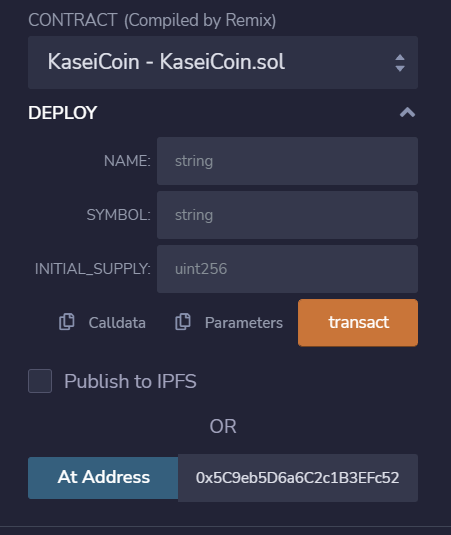 CONTRACT (Compiled by Remix)
KaseiCoin - KaseiCoin.sol
DEPLOY
NAME: string
SYMBOL: string
INITIAL_SUPPLY: uint256
Calldata Parameters transact
Publish to IPFS
OR
At Address 0x5C9eb5D6a6C2c1B3EFc52